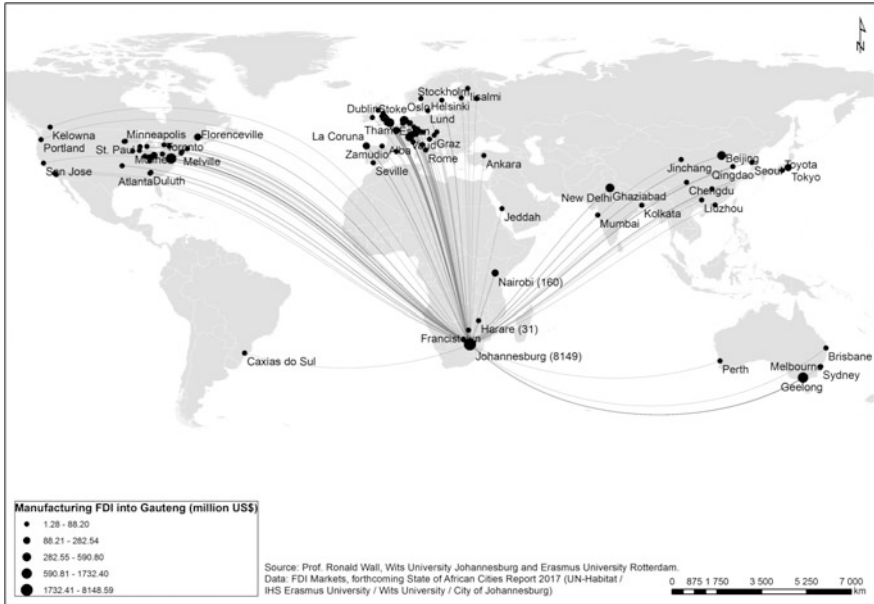 N
Stockholm
Iisalmi
Dublin
Stoke
Oslo
Helsinki
Lund
La Coruna
Graz
Zamudio
Alba
Rome
Seville
Ankara
Kelowna
Portland
Minneapolis
Florenceville
St. Paul
Toronto
Melville
San Jose
Atlanta
Duluth
Jinchang
Beijing
Toyota
Qingdao
Seoul
Tokyo
New Delhi
Ghaziabad
Chengdu
Mumbai
Kolkata
Liuzhou
Jeddah
Nairobi (160)
Harare (31)
Francistown
Johannesburg (8149)
Caxias do Sul
Perth
Brisbane
Melbourne
Sydney
Geelong
Manufacturing FDI into Gauteng (million US$)
1.28 - 88.20
88.21 - 282.54
282.55 - 590.80
590.81 - 1732.40
1732.41 - 8148.59
Source: Prof. Ronald Wall, Wits University Johannesburg and Erasmus University Rotterdam.
Data: FDI Markets, forthcoming State of African Cities Report 2017 (UN-Habitat /
IHS Erasmus University / Wits University / City of Johannesburg)
0 875 1 750 3 500 5 250 7 000
km